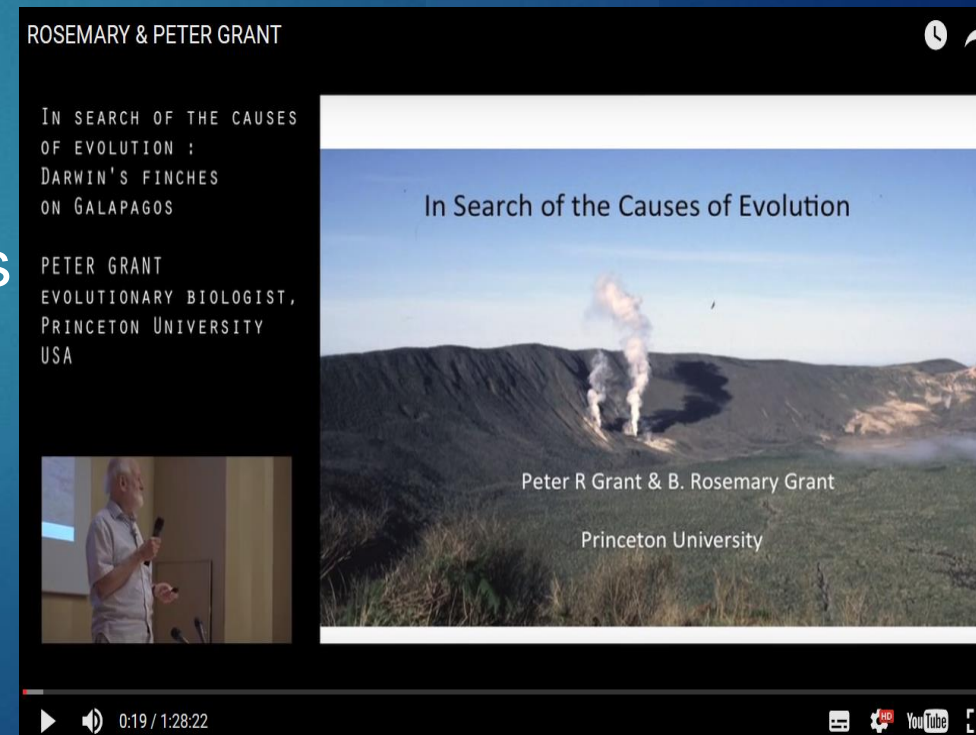 ROSEMARY & PETER GRANT
IN SEARCH OF THE CAUSES
OF EVOLUTION :
DARWIN'S FINCHES
ON GALAPAGOS
PETER GRANT
EVOLUTIONARY BIOLOGIST,
PRINCETON UNIVERSITY
USA
s
In Search of the Causes of Evolution
Peter R Grant & B. Rosemary Grant
Princeton University
0:19 / 1:28:22
HD
YouTube